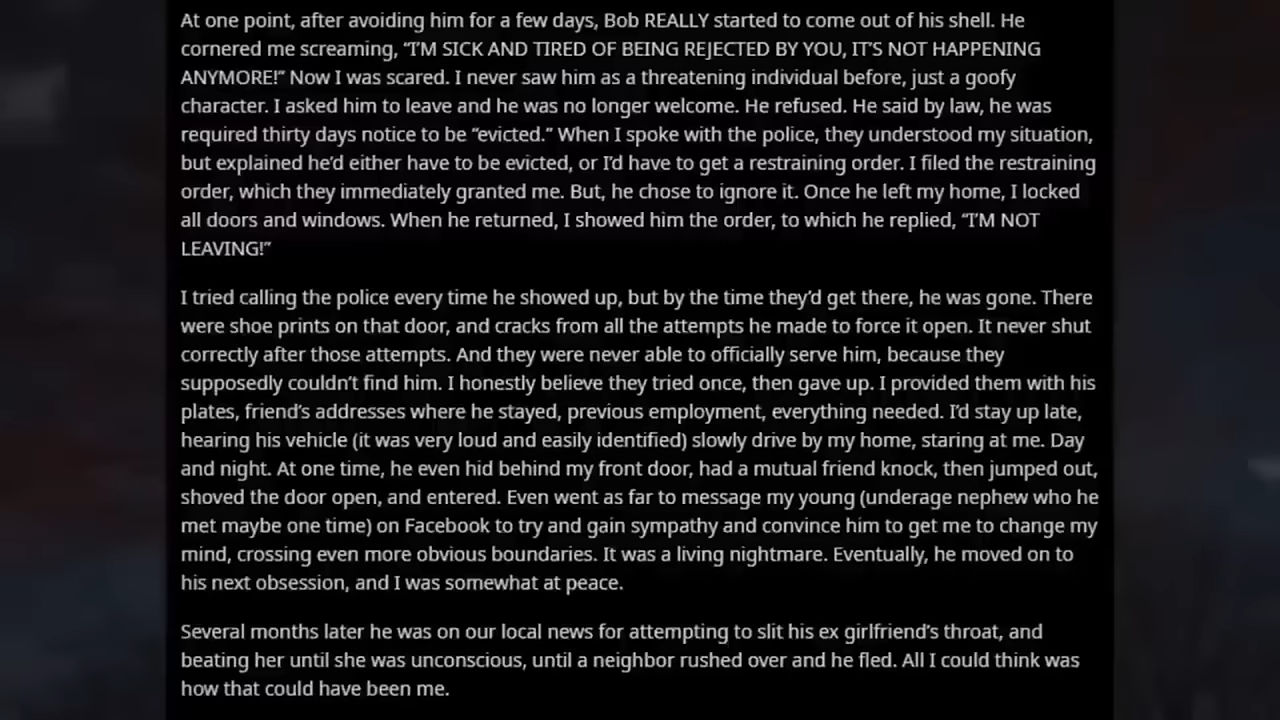 At one point, after avoiding him for a few days, Bob REALLY started to come out of his shell. He
cornered me screaming, “I’M SICK AND TIRED OF BEING REJECTED BY YOU, IT’S NOT HAPPENING
ANYMORE!” Now I was scared. I never saw him as a threatening individual before, just a goofy
character. I asked him to leave and he was no longer welcome. He refused. He said by law, he was
required thirty days notice to be “evicted.” When I spoke with the police, they understood my situation,
but explained he’d either have to be evicted, or I’d have to get a restraining order. I filed the restraining
order, which they immediately granted me. But, he chose to ignore it. Once he left my home, I locked
all doors and windows. When he returned, I showed him the order, to which he replied, “I’M NOT
LEAVING!”
I tried calling the police every time he showed up, but by the time they’d get there, he was gone. There
were shoe prints on that door, and cracks from all the attempts he made to force it open. It never shut
correctly after those attempts. And they were never able to officially serve him, because they
supposedly couldn’t find him. I honestly believe they tried once, then gave up. I provided them with his
plates, friend’s addresses where he stayed, previous employment, everything needed. I’d stay up late,
hearing his vehicle (it was very loud and easily identified) slowly drive by my home, staring at me. Day
and night. At one time, he even hid behind my front door, had a mutual friend knock, then jumped out,
shoved the door open, and entered. Even went as far to message my young (underage nephew who he
met maybe one time) on Facebook to try and gain sympathy and convince him to get me to change my
mind, crossing even more obvious boundaries. It was a living nightmare. Eventually, he moved on to
his next obsession, and I was somewhat at peace.
Several months later he was on our local news for attempting to slit his ex girlfriend’s throat, and
beating her until she was unconscious, until a neighbor rushed over and he fled. All I could think was
how that could have been me.